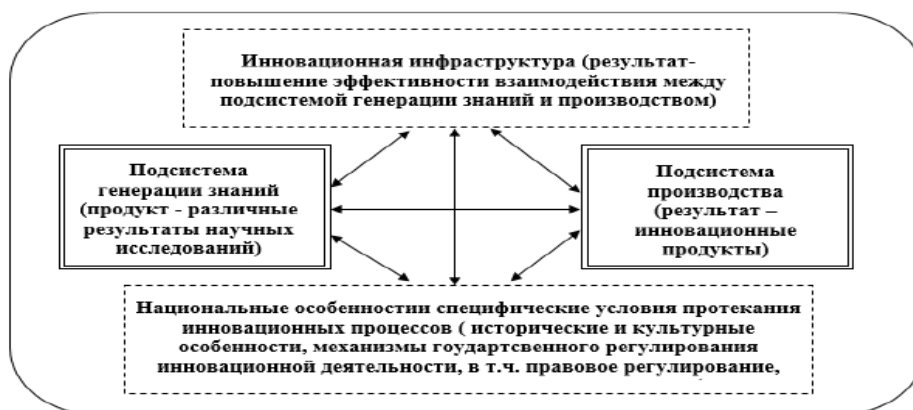 Инновационная инфраструктура (результат-
повышение эффективности взаимодействия между
подсистемой генерации знаний и производством)
Подсистема
генерации знаний
(продукт - различные
результаты научных
исследований)
Подсистема
производства
(результат –
инновационные
продукты)
Национальные особенностии специфические условия протекания
инновационных процессов ( исторические и культурные
особенности, механизмы гоудартсвенного регулирования
инновационной деятельности, в т.ч. правовое регулирование,